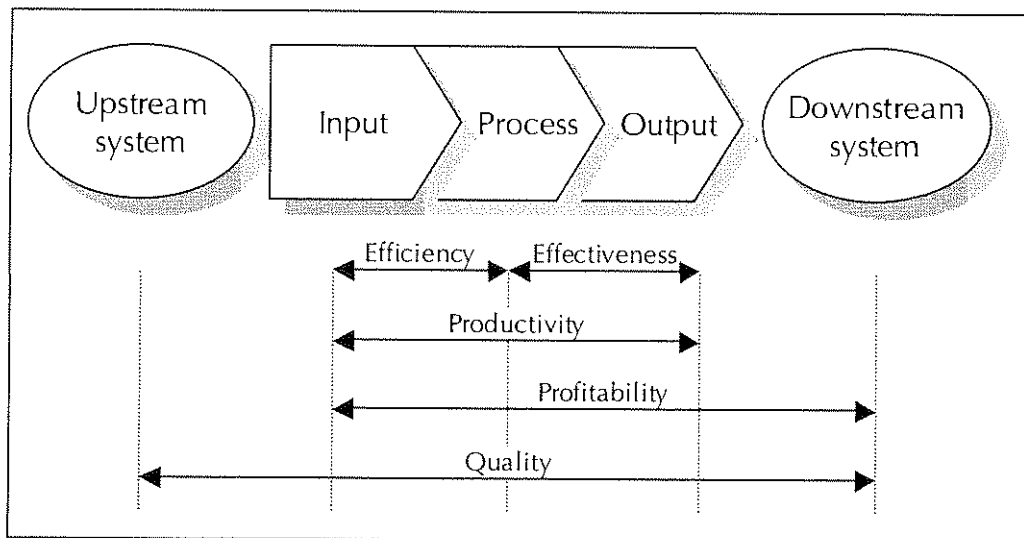 Upstream
system
Input
Process
Output
Downstream
system
Efficiency
Effectiveness
Productivity
Profitability
Quality